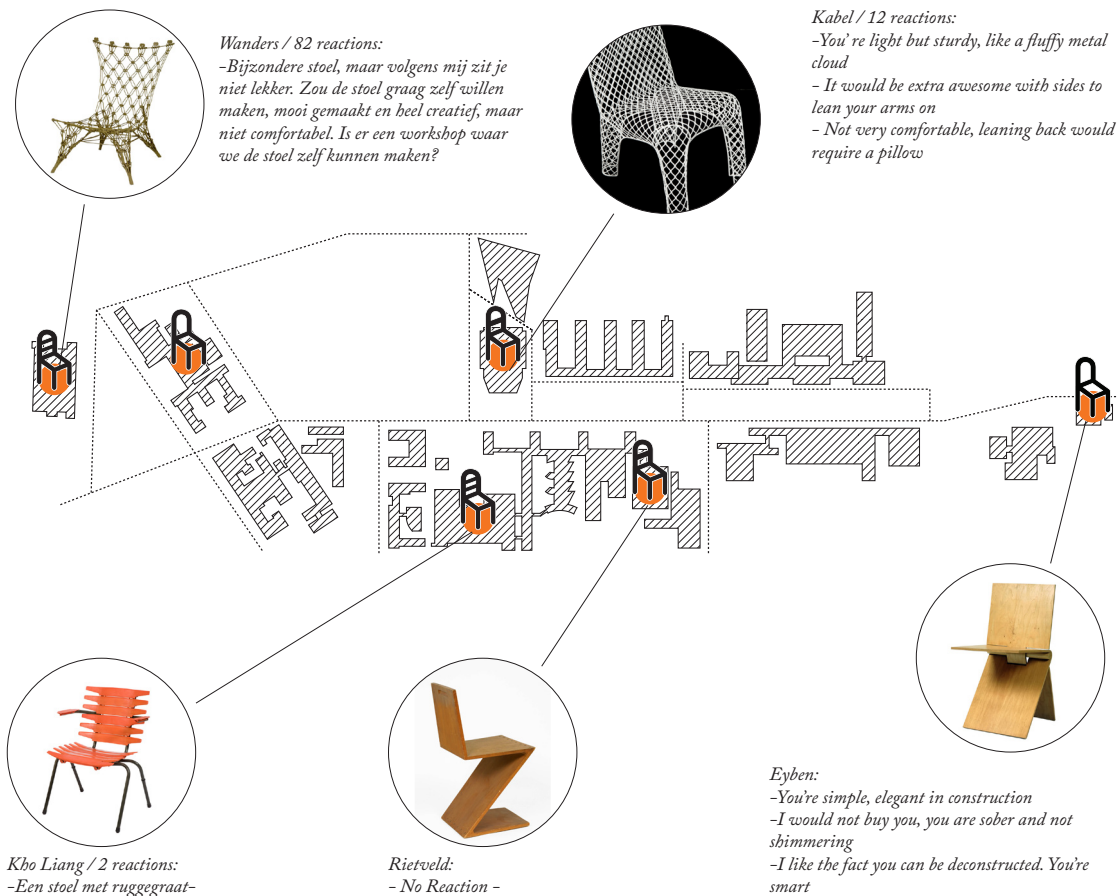 Wanders / 82 reactions:
-Bijzondere stoel, maar volgens mij zit je
niet lekker. Zou de stoel graag zelf willen
maken, mooi gemaakt en heel creatief, maar
niet comfortabel. Is er een workshop waar
we de stoel zelf kunnen maken?
Kabel / 12 reactions:
-You' re light but sturdy, like a fluffy metal
cloud
- It would be extra awesome with sides to
lean your arms on
- Not very comfortable, leaning back would
require a pillow
Kho Liang / 2 reactions:
-Een stoel met ruggegraat-
Rietveld:
- No Reaction -
Eyben:
-You're simple, elegant in construction
-I would not buy you, you are sober and not
shimmering
-I like the fact you can be deconstructed. You're
smart